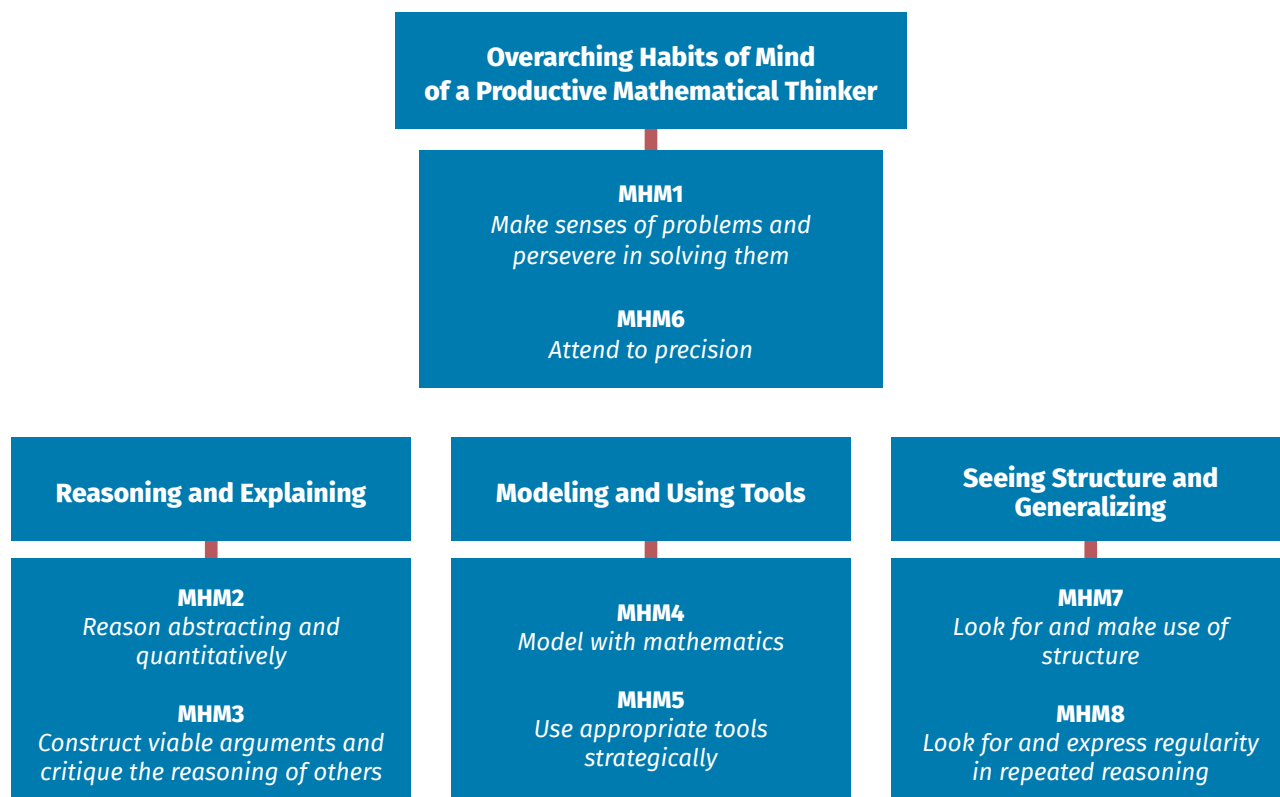 Overarching Habits of Mind
of a Productive Mathematical Thinker
MHM1
Make senses of problems and
persevere in solving them
MHM6
Attend to precision
Reasoning and Explaining
MHM2
Reason abstracting and
quantitatively
MHM3
Construct viable arguments and
critique the reasoning of others
Modeling and Using Tools
MHM4
Model with mathematics
MHM5
Use appropriate tools
strategically
Seeing Structure and
Generalizing
MHM7
Look for and make use of
structure
MHM8
Look for and express regularity
in repeated reasoning